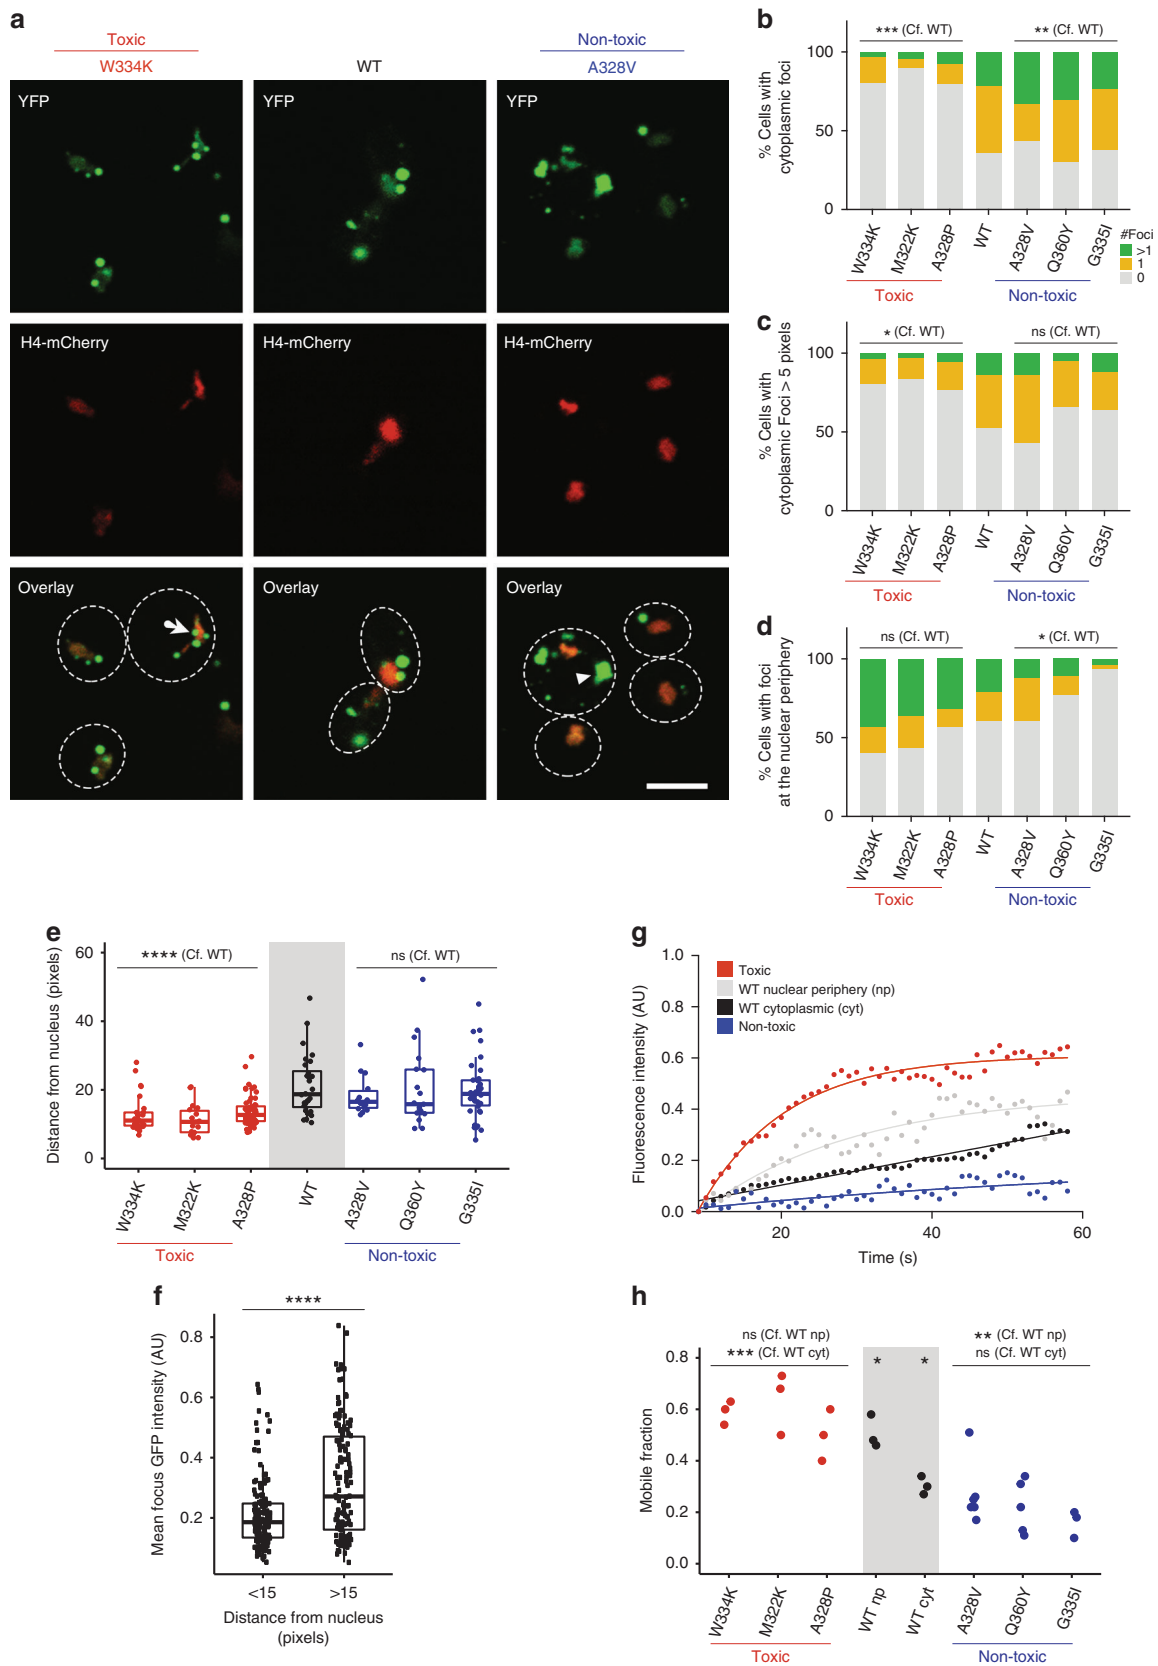 a
Toxic
W334K
WT
Non-toxic
A328V
YFP
YFP
YFP
H4-mCherry
H4-mCherry
H4-mCherry
Overlay
Overlay
Overlay
b
*** (Cf. WT)
** (Cf. WT)
% Cells with
cytoplasmic foci
100
50
0
W334K
M322K
A328P
WT
A328V
Q360Y
G335I
Toxic
Non-toxic
#Foci
>1
1
0
c
* (Cf. WT)
ns (Cf. WT)
% Cells with
cytoplasmic Foci > 5 pixels
100
50
0
W334K
M322K
A328P
WT
A328V
Q360Y
G335I
Toxic
Non-toxic
d
ns (Cf. WT)
* (Cf. WT)
% Cells with foci
at the nuclear periphery
100
50
0
W334K
M322K
A328P
WT
A328V
Q360Y
G335I
Toxic
Non-toxic
e
**** (Cf. WT)
ns (Cf. WT)
Distance from nucleus (pixels)
60
40
20
0
W334K
M322K
A328P
WT
A328V
Q360Y
G335I
Toxic
Non-toxic
f
****
Mean focus GFP intensity (AU)
0.8
0.6
0.4
0.2
<15
>15
Distance from nucleus
(pixels)
g
Fluorescence intensity (AU)
1.0
0.8
0.6
0.4
0.2
0.0
Toxic
WT nuclear periphery (np)
WT cytoplasmic (cyt)
Non-toxic
20
40
60
Time (s)
h
ns (Cf. WT np)
*** (Cf. WT cyt)
** (Cf. WT np)
ns (Cf. WT cyt)
*
*
Mobile fraction
0.8
0.6
0.4
0.2
0.0
W334K
M322K
A328P
WT np
WT cyt
A328V
Q360Y
G335I
Toxic
Non-toxic